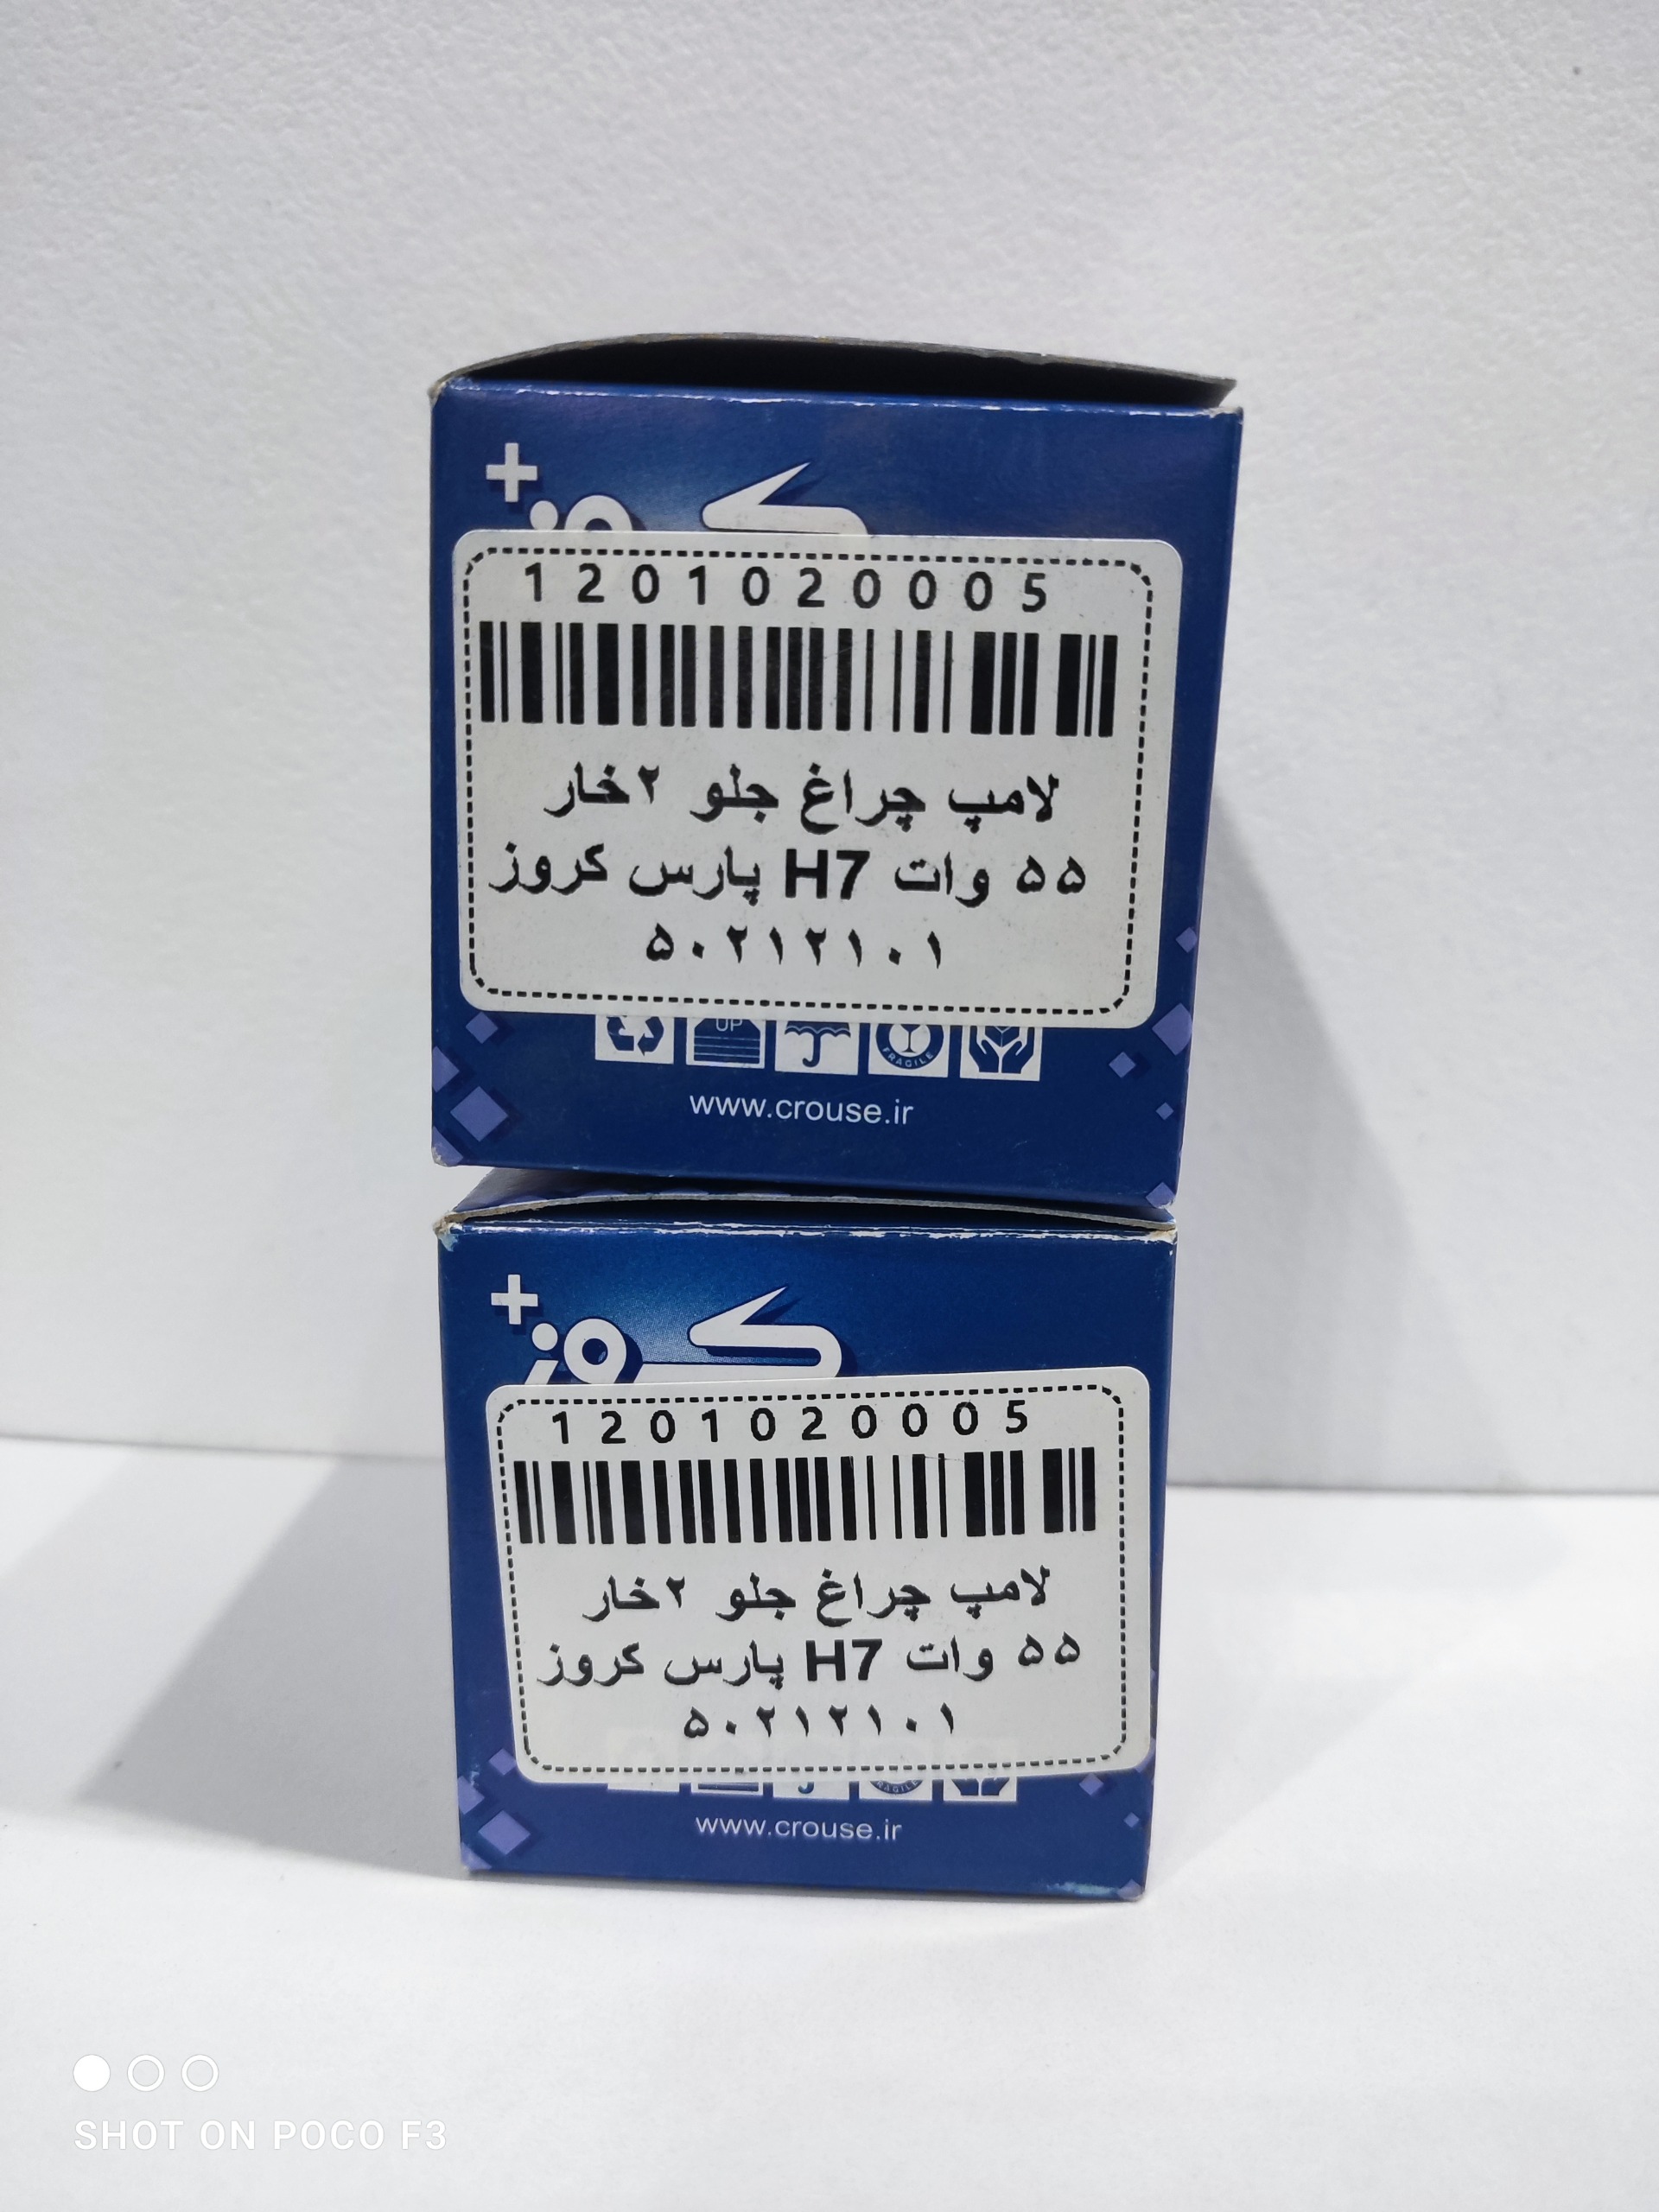 کروز+
1201020005
لامپ چراغ جلو ۲خار
۵۵ وات H7 پارس کروز
۵۰۲۱۲۱۰۱
UP
FRAGILE
www.crouse.ir
کروز+
1201020005
لامپ چراغ جلو ۲خار
۵۵ وات H7 پارس کروز
۵۰۲۱۲۱۰۱
FRAGILE
www.crouse.ir
SHOT ON POCO F3